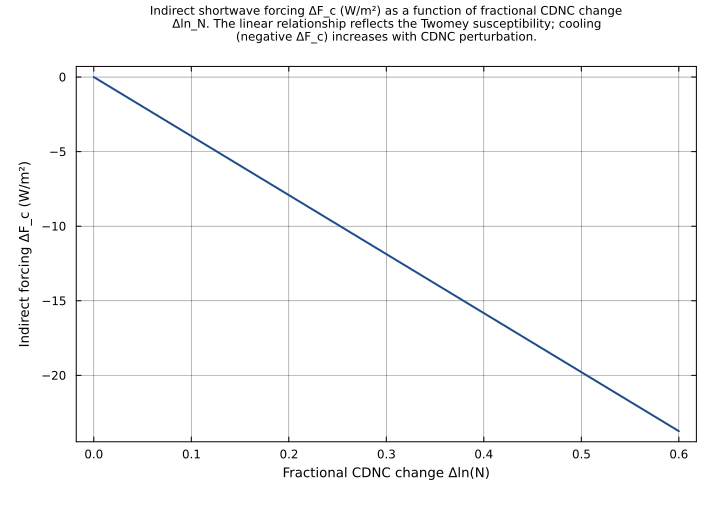 Indirect shortwave forcing ΔF_c (W/m²) as a function of fractional CDNC change
Δln_N. The linear relationship reflects the Twomey susceptibility; cooling
(negative ΔF_c) increases with CDNC perturbation.
Indirect forcing ΔF_c (W/m²)
0
−5
−10
−15
−20
0.0
0.1
0.2
0.3
0.4
0.5
0.6
Fractional CDNC change Δln(N)